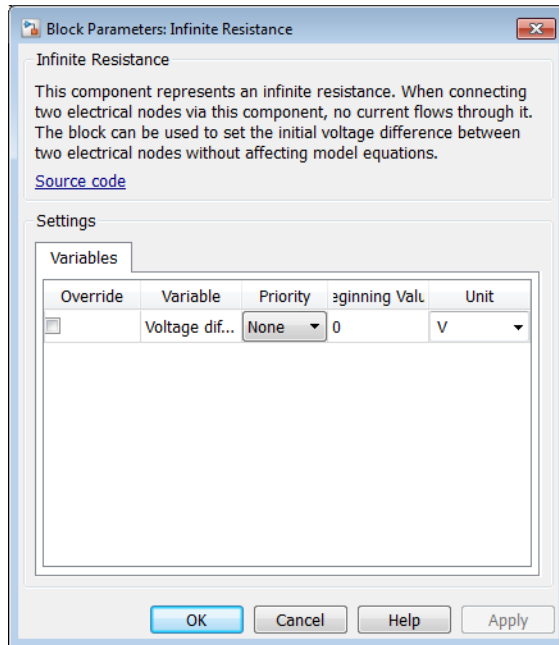 Block Parameters: Infinite Resistance
Infinite Resistance
This component represents an infinite resistance. When connecting
two electrical nodes via this component, no current flows through it.
The block can be used to set the initial voltage difference between
two electrical nodes without affecting model equations.
Source code
Settings
Variables
Override Variable Priority eginning Valu Unit
Voltage dif... None 0 V
OK Cancel Help Apply